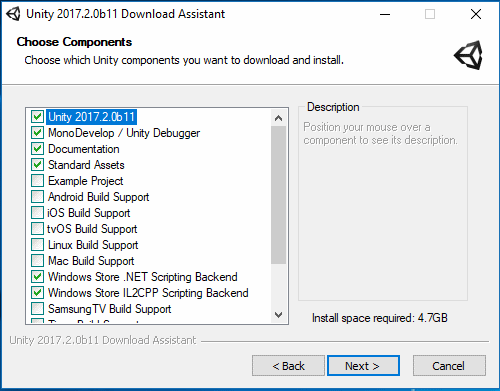 Unity 2017.2.0b11 Download Assistant
Choose Components
Choose which Unity components you want to download and install.
Unity 2017.2.0b11
MonoDevelop / Unity Debugger
Documentation
Standard Assets
Example Project
Android Build Support
iOS Build Support
tvOS Build Support
Linux Build Support
Mac Build Support
Windows Store .NET Scripting Backend
Windows Store IL2CPP Scripting Backend
SamsungTV Build Support
Description
Position your mouse over a
component to see its description.
Install space required: 4.7GB
Unity 2017.2.0b11 Download Assistant
< Back
Next >
Cancel